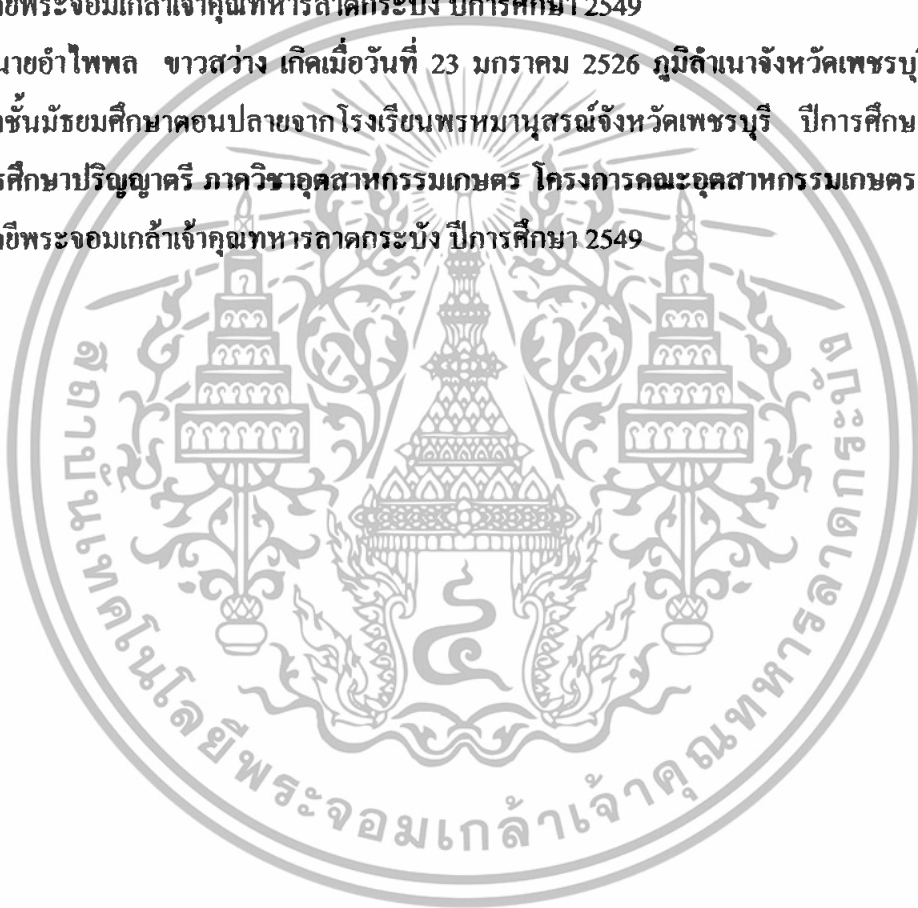 ยีพระจอมเกล้าเจ้าคุณทหารลาดกระบัง ปีการศึกษา 2549
นายอำไพพล ขาวสว่าง เกิดเมื่อวันที่ 23 มกราคม 2526 ภูมิลำเนาจังหวัดเพชรบุ
ชั้นมัธยมศึกษาตอนปลายจากโรงเรียนพรหมานุสรณ์จังหวัดเพชรบุรี ปีการศึกษ
รศึกษาปริญญาตรี ภาควิชาอุตสาหกรรมเกษตร โครงการคณะอุตสาหกรรมเกษตร
ยีพระจอมเกล้าเจ้าคุณทหารลาดกระบัง ปีการศึกษา 2549
สถาบันเทคโนโลยีพระจอมเกล้าเจ้าคุณทหารลาดกระบัง
๔